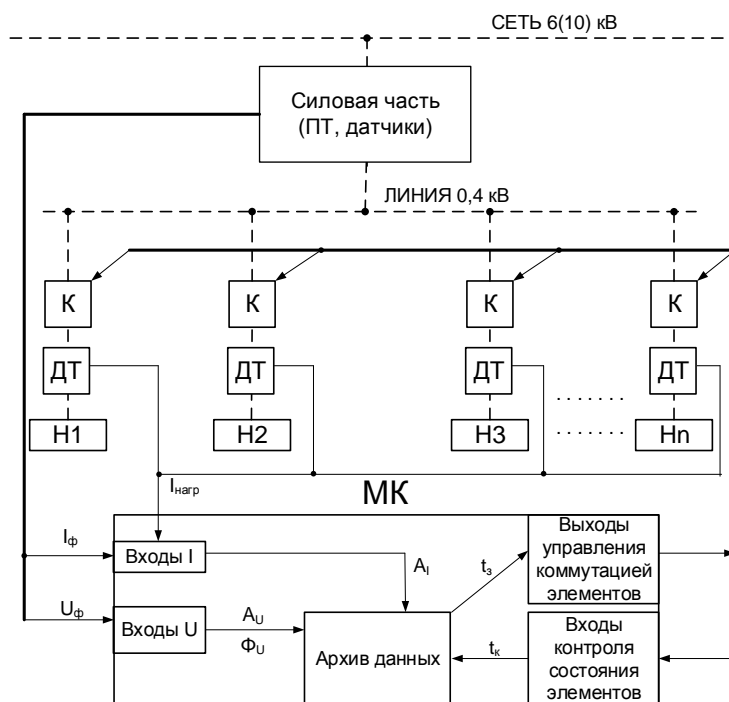 СЕТЬ 6(10) кВ
Силовая часть
(ПТ, датчики)
ЛИНИЯ 0,4 кВ
К
К
К
К
ДТ
ДТ
ДТ
ДТ
Н1
Н2
Н3
Нn
Iнагр
МК
Iф
Входы I
AI
tз
Выходы
управления
коммутацией
элементов
Uф
Входы U
AU
ФU
Архив данных
tк
Входы
контроля
состояния
элементов